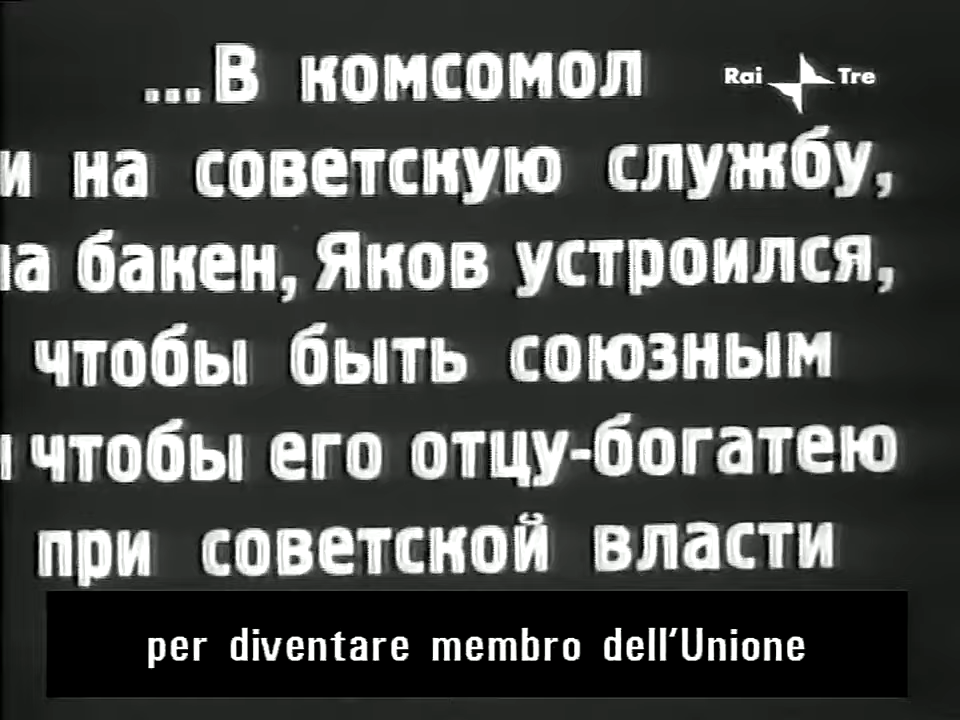 ...В комсомол
Rai Tre
и на советскую службу,
на бакен, Яков устроился,
чтобы быть союзным
и чтобы его отцу-богатею
при советской власти
per diventare membro dell'Unione